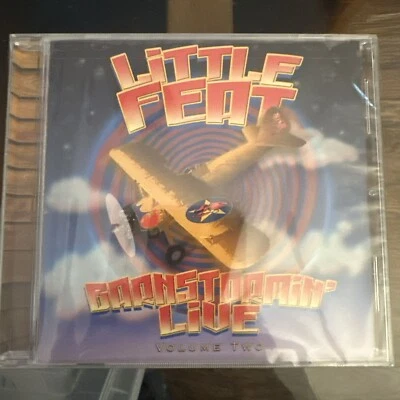 LiTTLE
FEAT
BARNSTORMIN'
LiVE
VOLUME TWO